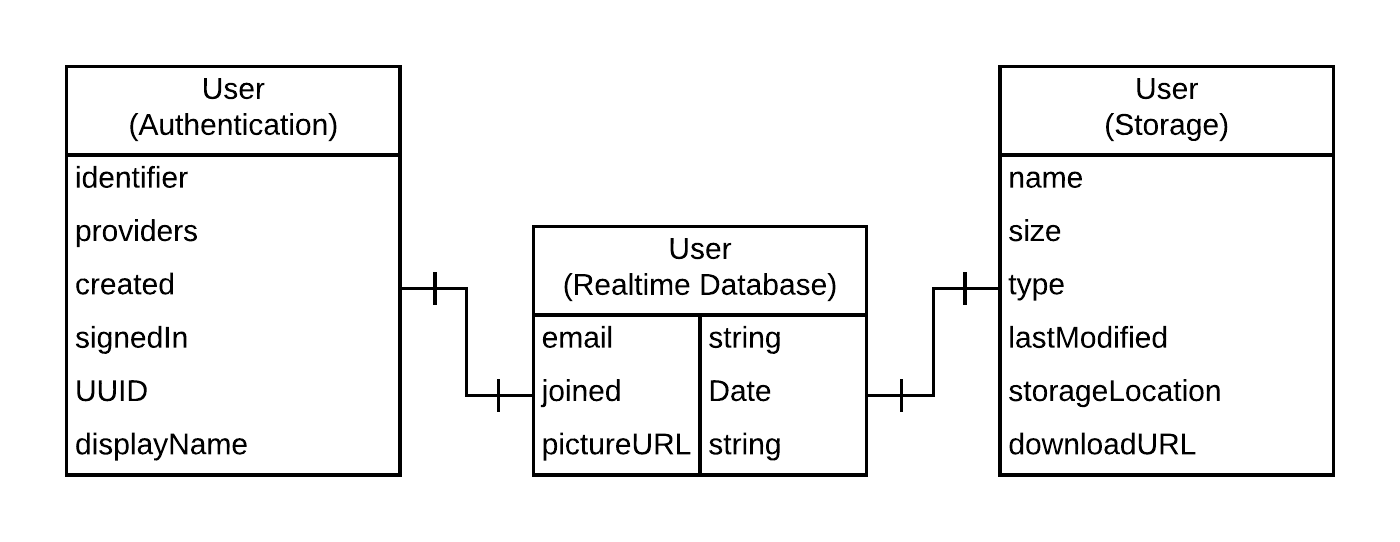 User
(Authentication)
identifier
providers
created
signedIn
UUID
displayName
User
(Realtime Database)
email string
joined Date
pictureURL string
User
(Storage)
name
size
type
lastModified
storageLocation
downloadURL